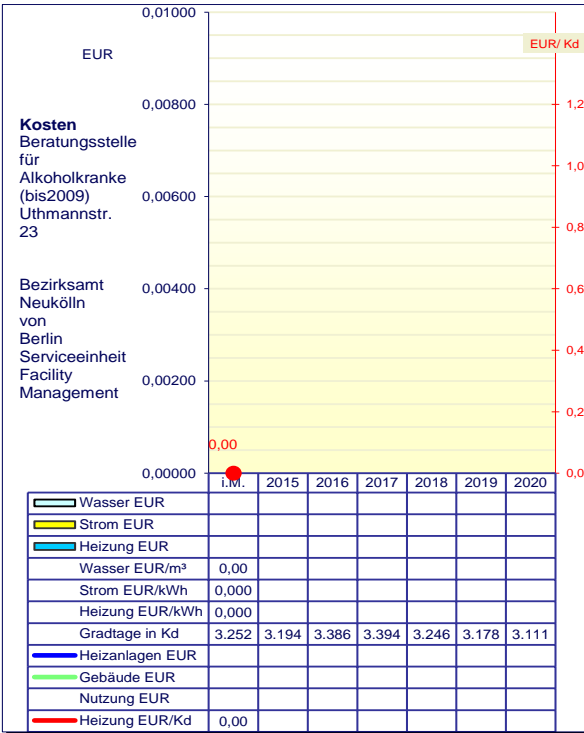 EUR
Kosten
Beratungsstelle
für
Alkoholkranke
(bis2009)
Uthmannstr.
23
Bezirksamt
Neukölln
von
Berlin
Serviceeinheit
Facility
Management
0,01000
0,00800
0,00600
0,00400
0,00200
0,00000
EUR/ Kd
1,2
1,0
0,8
0,6
0,4
0,2
0,0
0,00
i.M. 2015 2016 2017 2018 2019 2020
Wasser EUR
Strom EUR
Heizung EUR
Wasser EUR/m³ 0,00
Strom EUR/kWh 0,000
Heizung EUR/kWh 0,000
Gradtage in Kd 3.252 3.194 3.386 3.394 3.246 3.178 3.111
Heizanlagen EUR
Gebäude EUR
Nutzung EUR
Heizung EUR/Kd 0,00